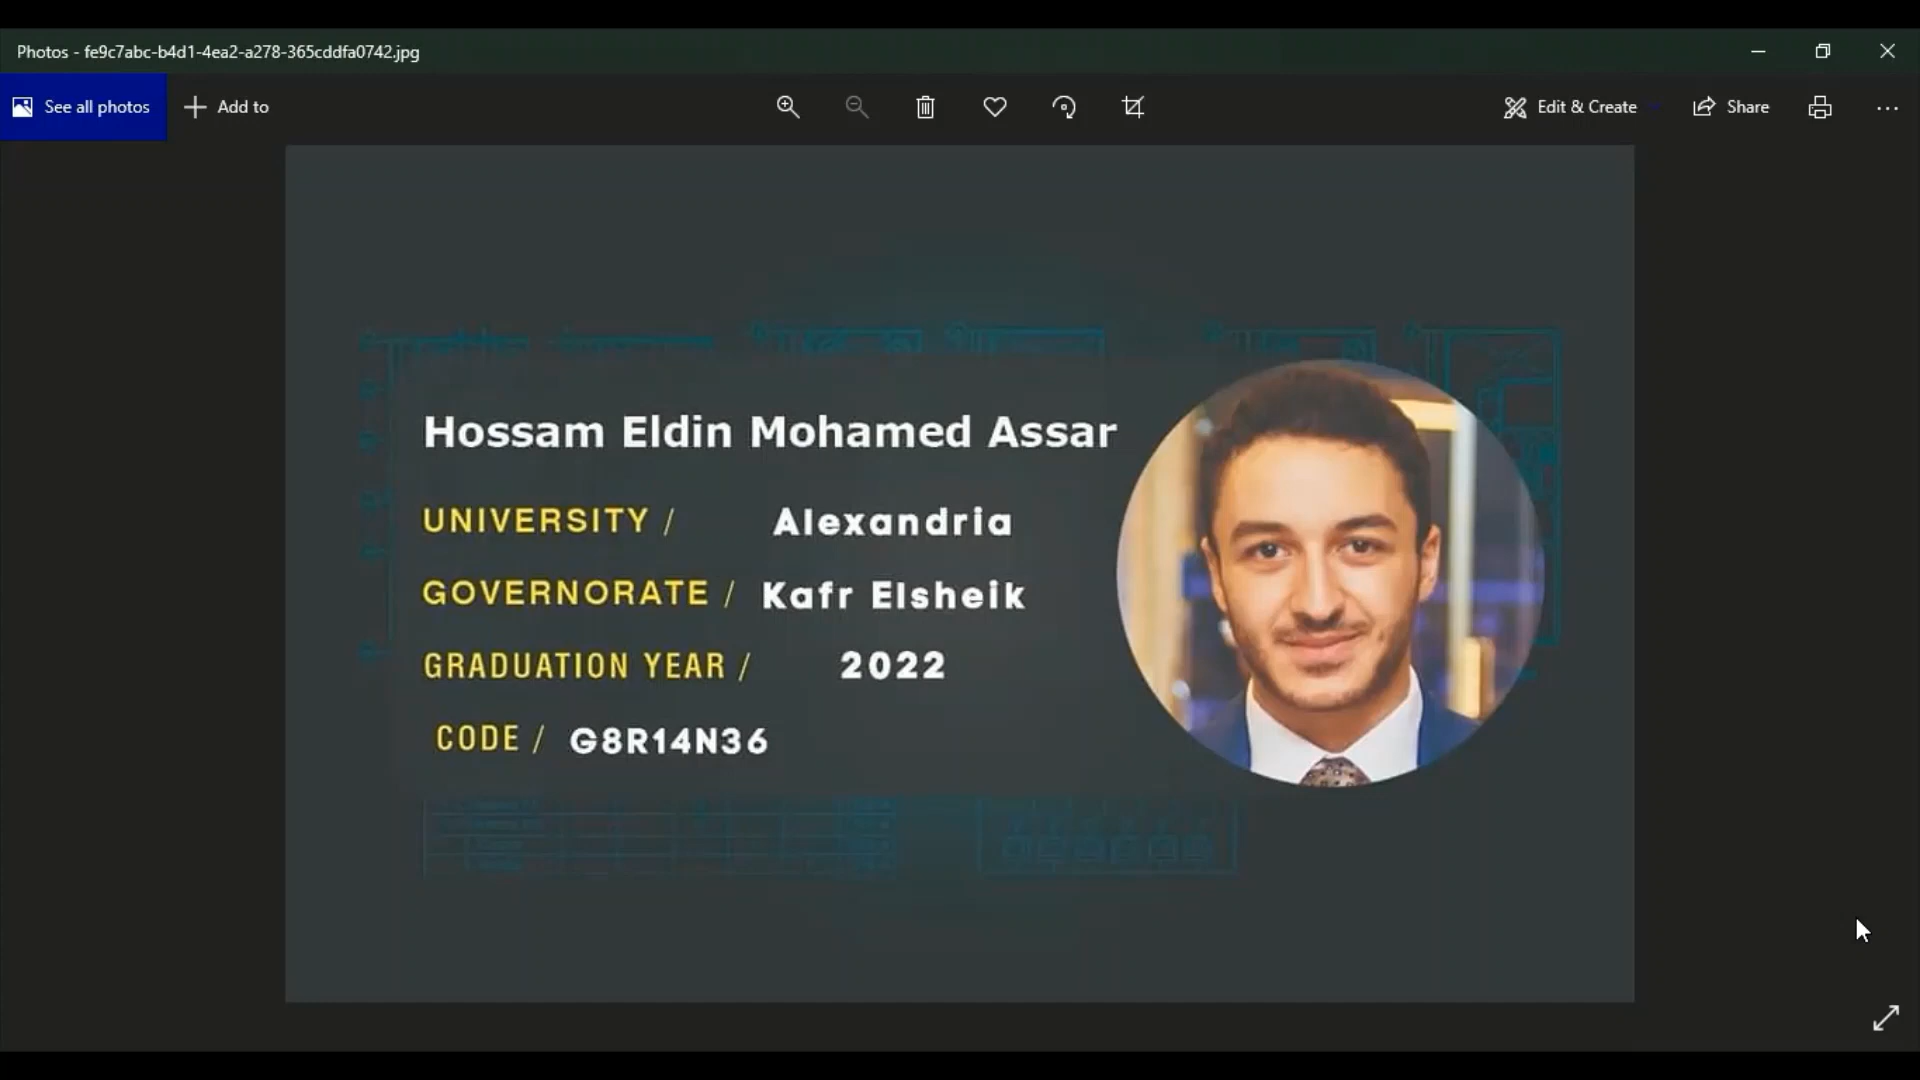 Photos - fe9c7abc-b4d1-4ea2-a278-365cddfa0742.jpg
See all photos
Add to
Edit & Create
Share
Hossam Eldin Mohamed Assar
UNIVERSITY / Alexandria
GOVERNORATE / Kafr Elsheik
GRADUATION YEAR / 2022
CODE / G8R14N36